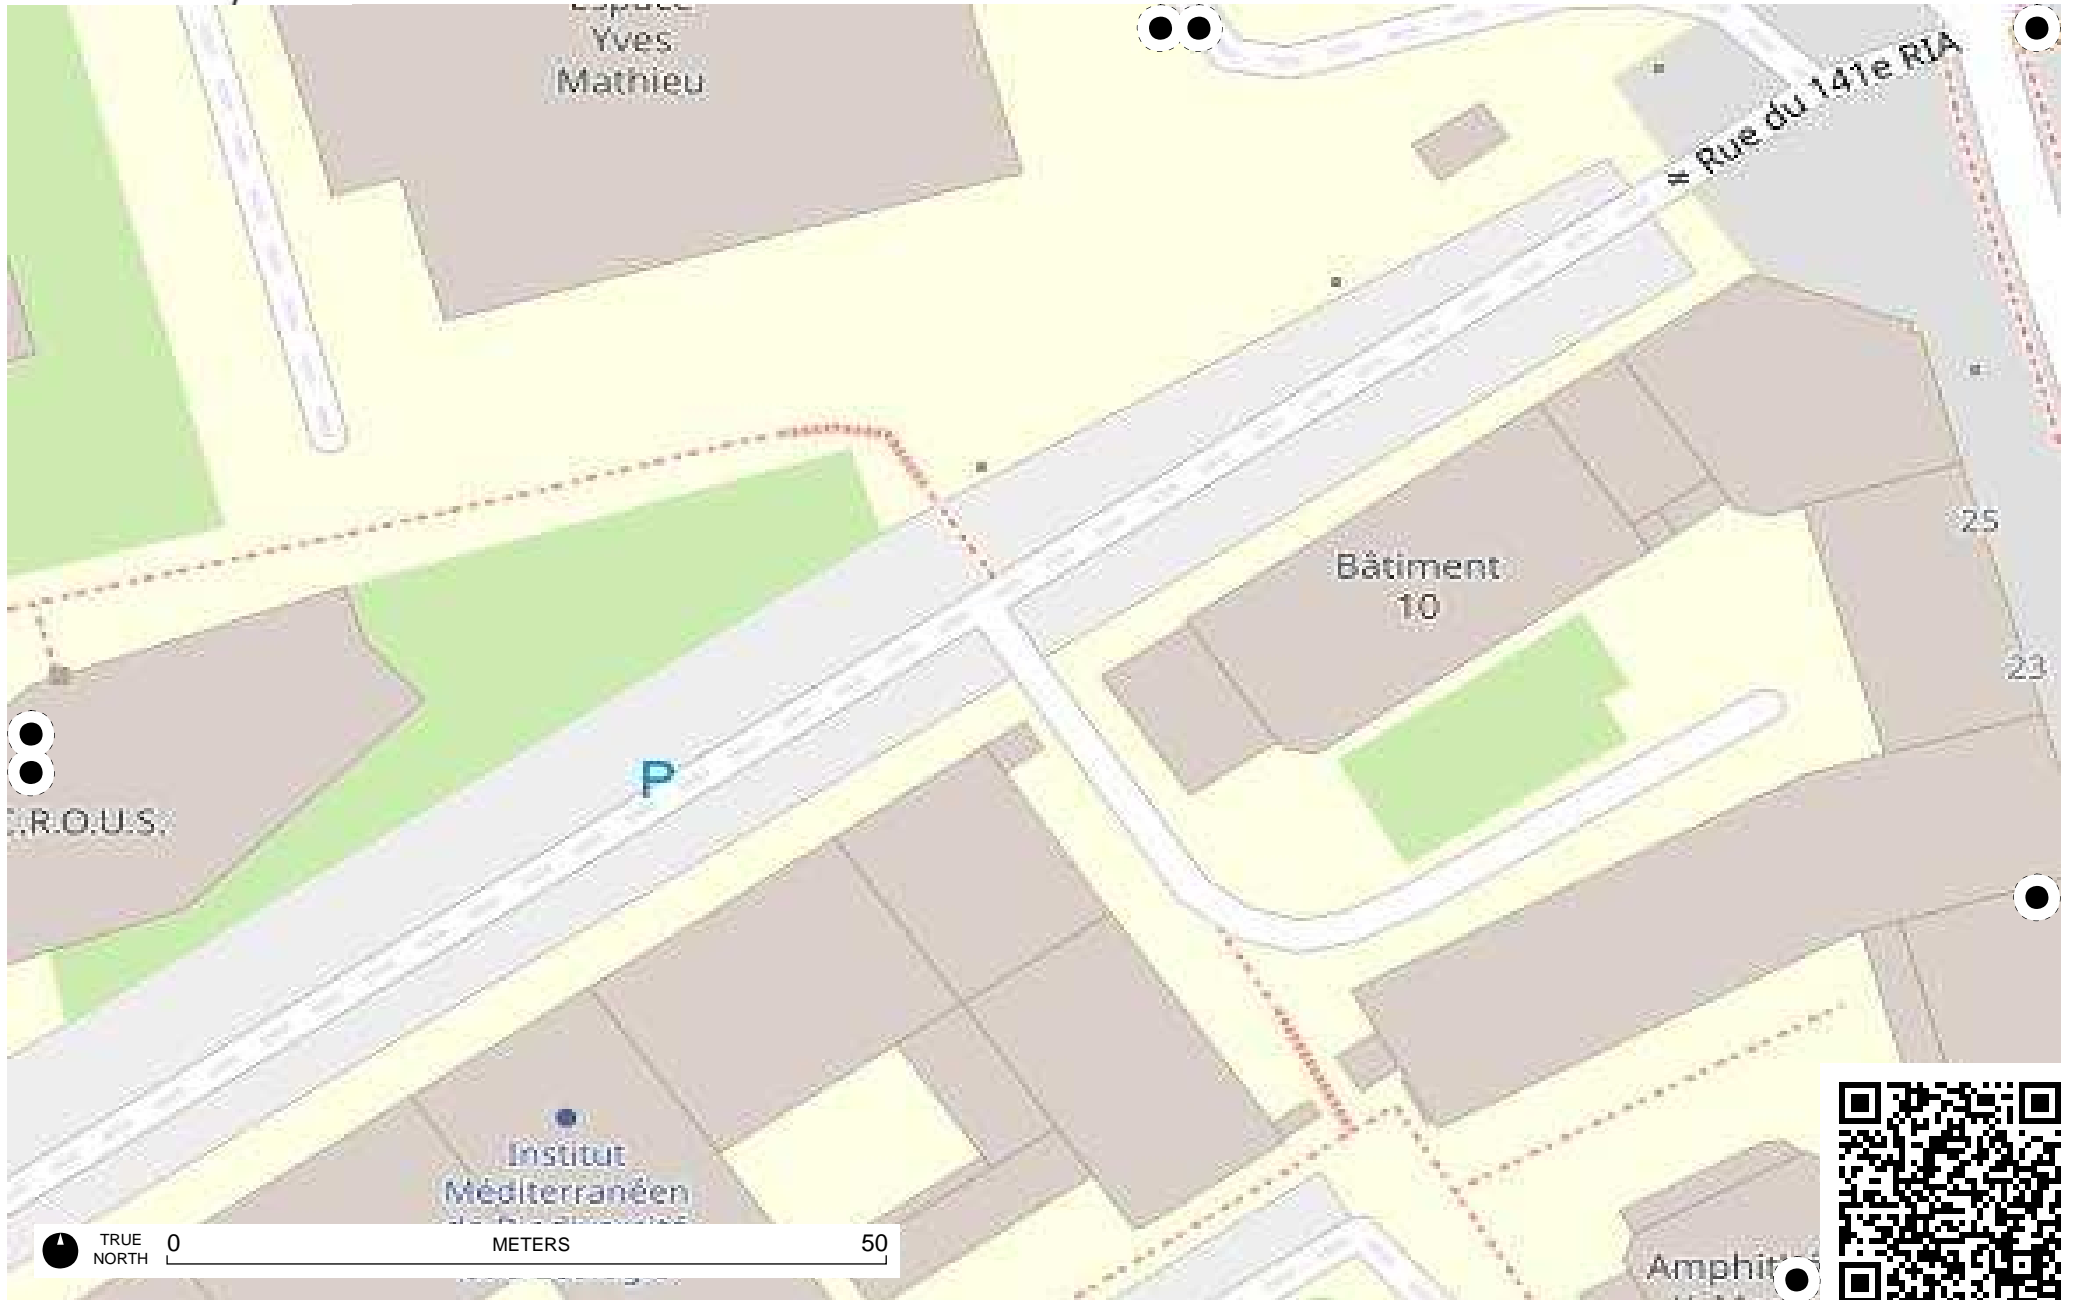 Yves
Mathieu
Rue du 141e RIA
25
Bâtiment
10
23
P
C.R.O.U.S.
Institut
Méditerranéen
TRUE
NORTH
0
METERS
50